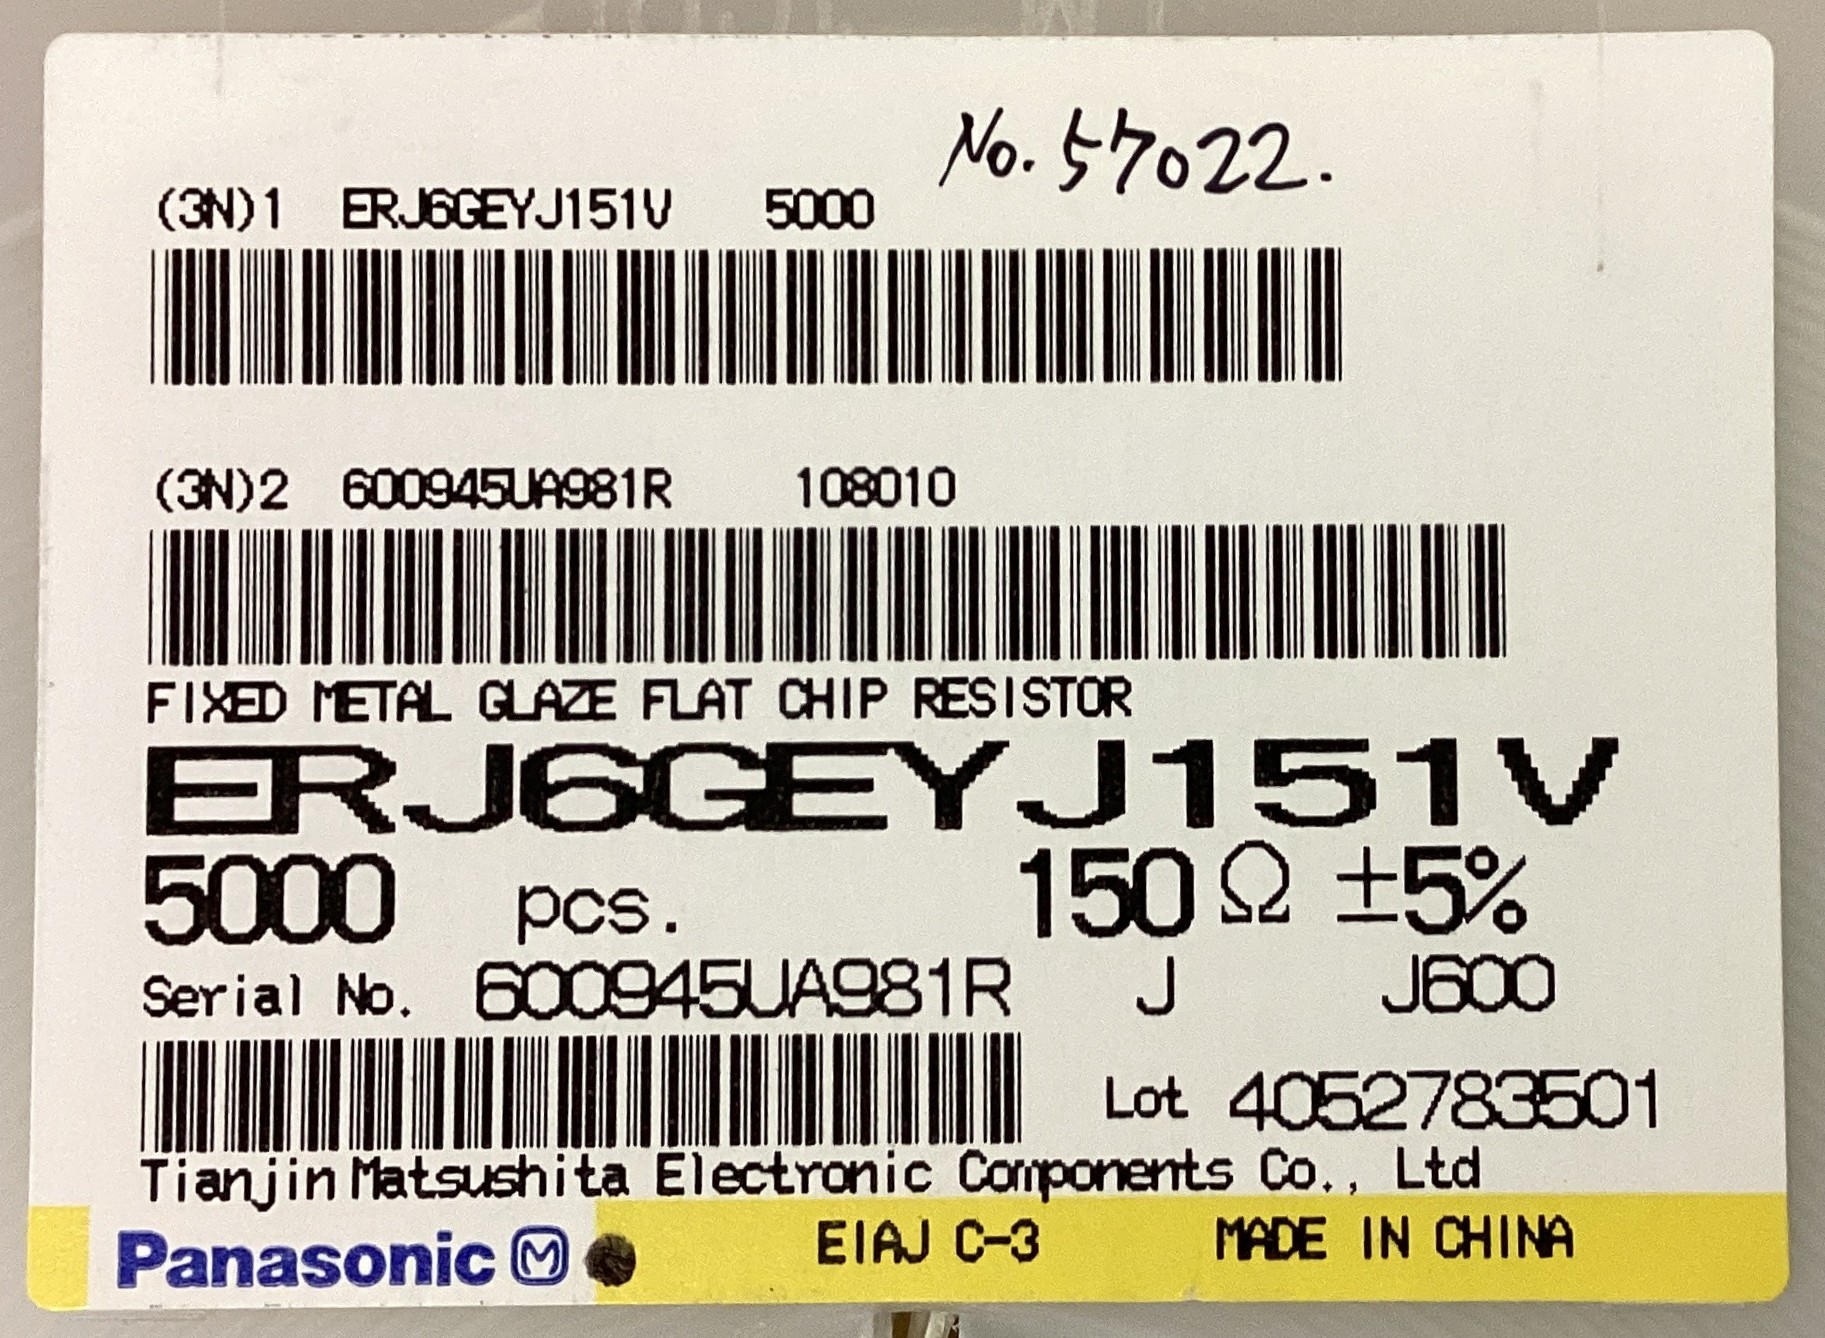 No. 57022.
(3N)1 ERJ6GEYJ151V 5000
(3N)2 600945UA981R 108010
FIXED METAL GLAZE FLAT CHIP RESISTOR
ERJ6GEYJ151V
5000 pcs. 150 Ω ±5%
Serial No. 600945UA981R J J600
Lot 4052783501
Tianjin Matsushita Electronic Components Co., Ltd
Panasonic M EIAJ C-3 MADE IN CHINA